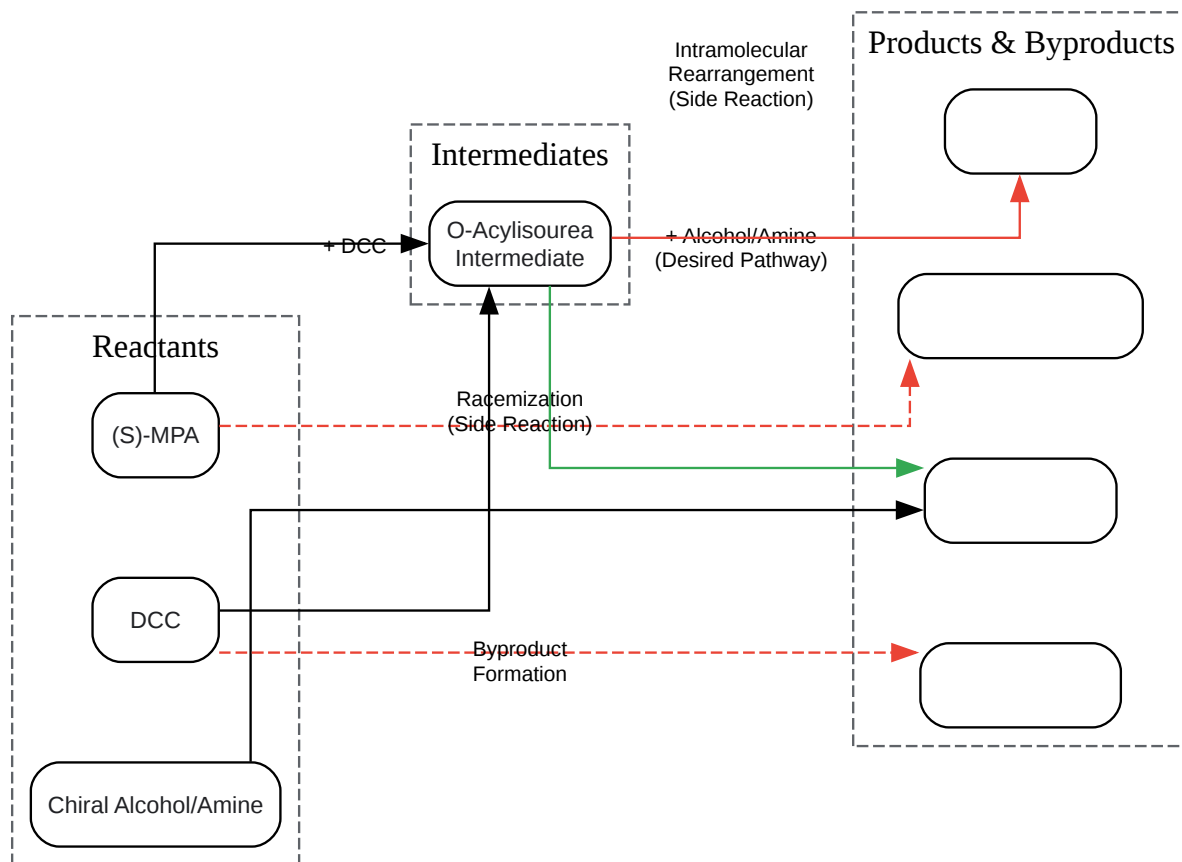 Products & Byproducts
Intramolecular
Rearrangement
(Side Reaction)
Intermediates
O-Acylisourea
Intermediate
+ DCC
+ Alcohol/Amine
(Desired Pathway)
Reactants
(S)-MPA
Racemization
(Side Reaction)
DCC
Byproduct
Formation
Chiral Alcohol/Amine